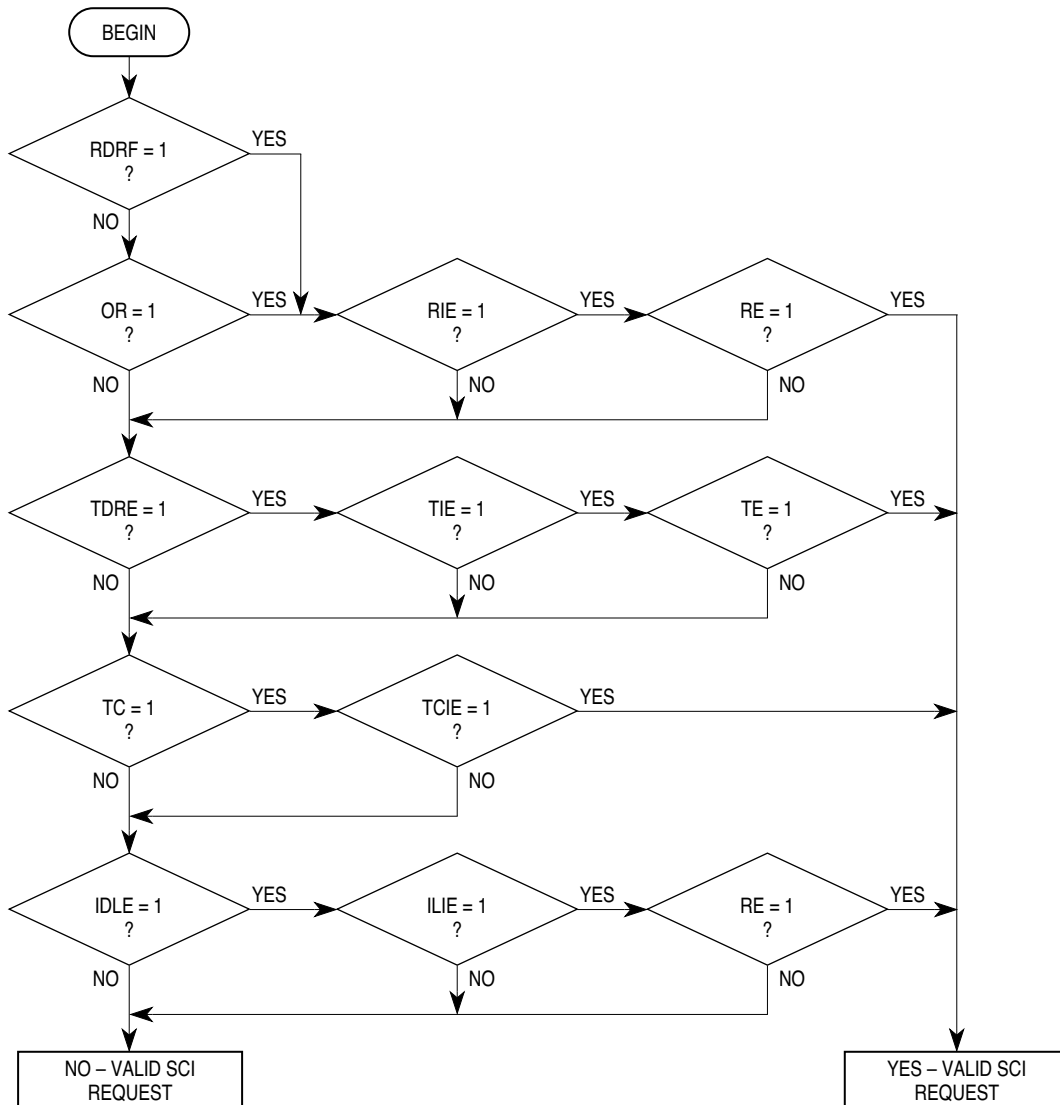 BEGIN
RDRF = 1
?
YES
NO
OR = 1
?
YES
NO
RIE = 1
?
YES
NO
RE = 1
?
YES
NO
TDRE = 1
?
YES
NO
TIE = 1
?
YES
NO
TE = 1
?
YES
NO
TC = 1
?
YES
NO
TCIE = 1
?
YES
NO
IDLE = 1
?
YES
NO
ILIE = 1
?
YES
NO
RE = 1
?
YES
NO
NO – VALID SCI
REQUEST
YES – VALID SCI
REQUEST